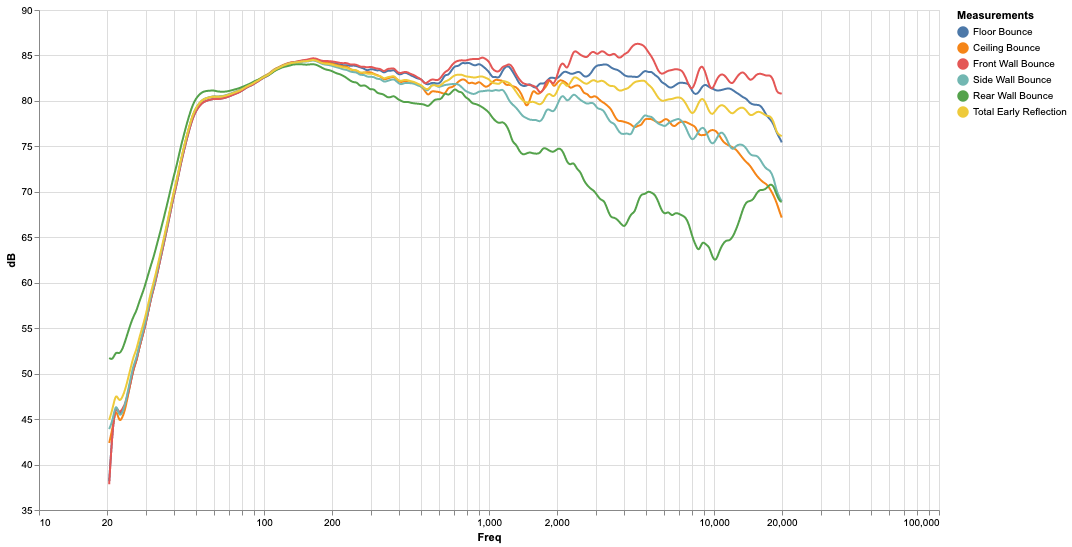 90
85
80
75
70
65
60
55
50
45
40
35
dB
10 20 100 200 1,000 2,000 10,000 20,000 100,000
Freq
Measurements
Floor Bounce
Ceiling Bounce
Front Wall Bounce
Side Wall Bounce
Rear Wall Bounce
Total Early Reflection